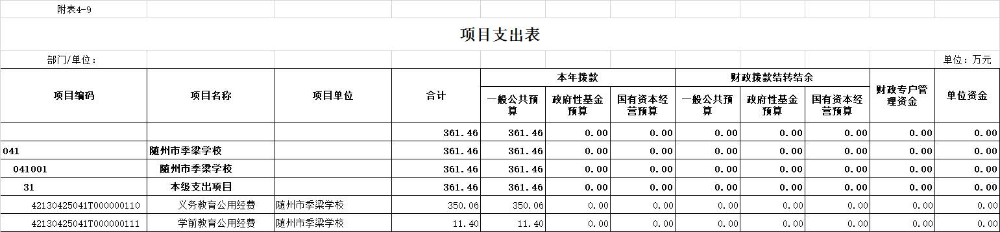 附表4-9
项目支出表
部门/单位： 单位：万元
项目编码 项目名称 项目单位 合计 本年拨款 财政拨款结转结余 财政专户管理资金 单位资金
一般公共预算 政府性基金预算 国有资本经营预算 一般公共预算 政府性基金预算 国有资本经营预算
361.46 361.46 0.00 0.00 0.00 0.00 0.00 0.00 0.00
041 随州市季梁学校 361.46 361.46 0.00 0.00 0.00 0.00 0.00 0.00 0.00
041001 随州市季梁学校 361.46 361.46 0.00 0.00 0.00 0.00 0.00 0.00 0.00
31 本级支出项目 361.46 361.46 0.00 0.00 0.00 0.00 0.00 0.00 0.00
42130425041T000000110 义务教育公用经费 随州市季梁学校 350.06 350.06 0.00 0.00 0.00 0.00 0.00 0.00 0.00
42130425041T000000111 学前教育公用经费 随州市季梁学校 11.40 11.40 0.00 0.00 0.00 0.00 0.00 0.00 0.00